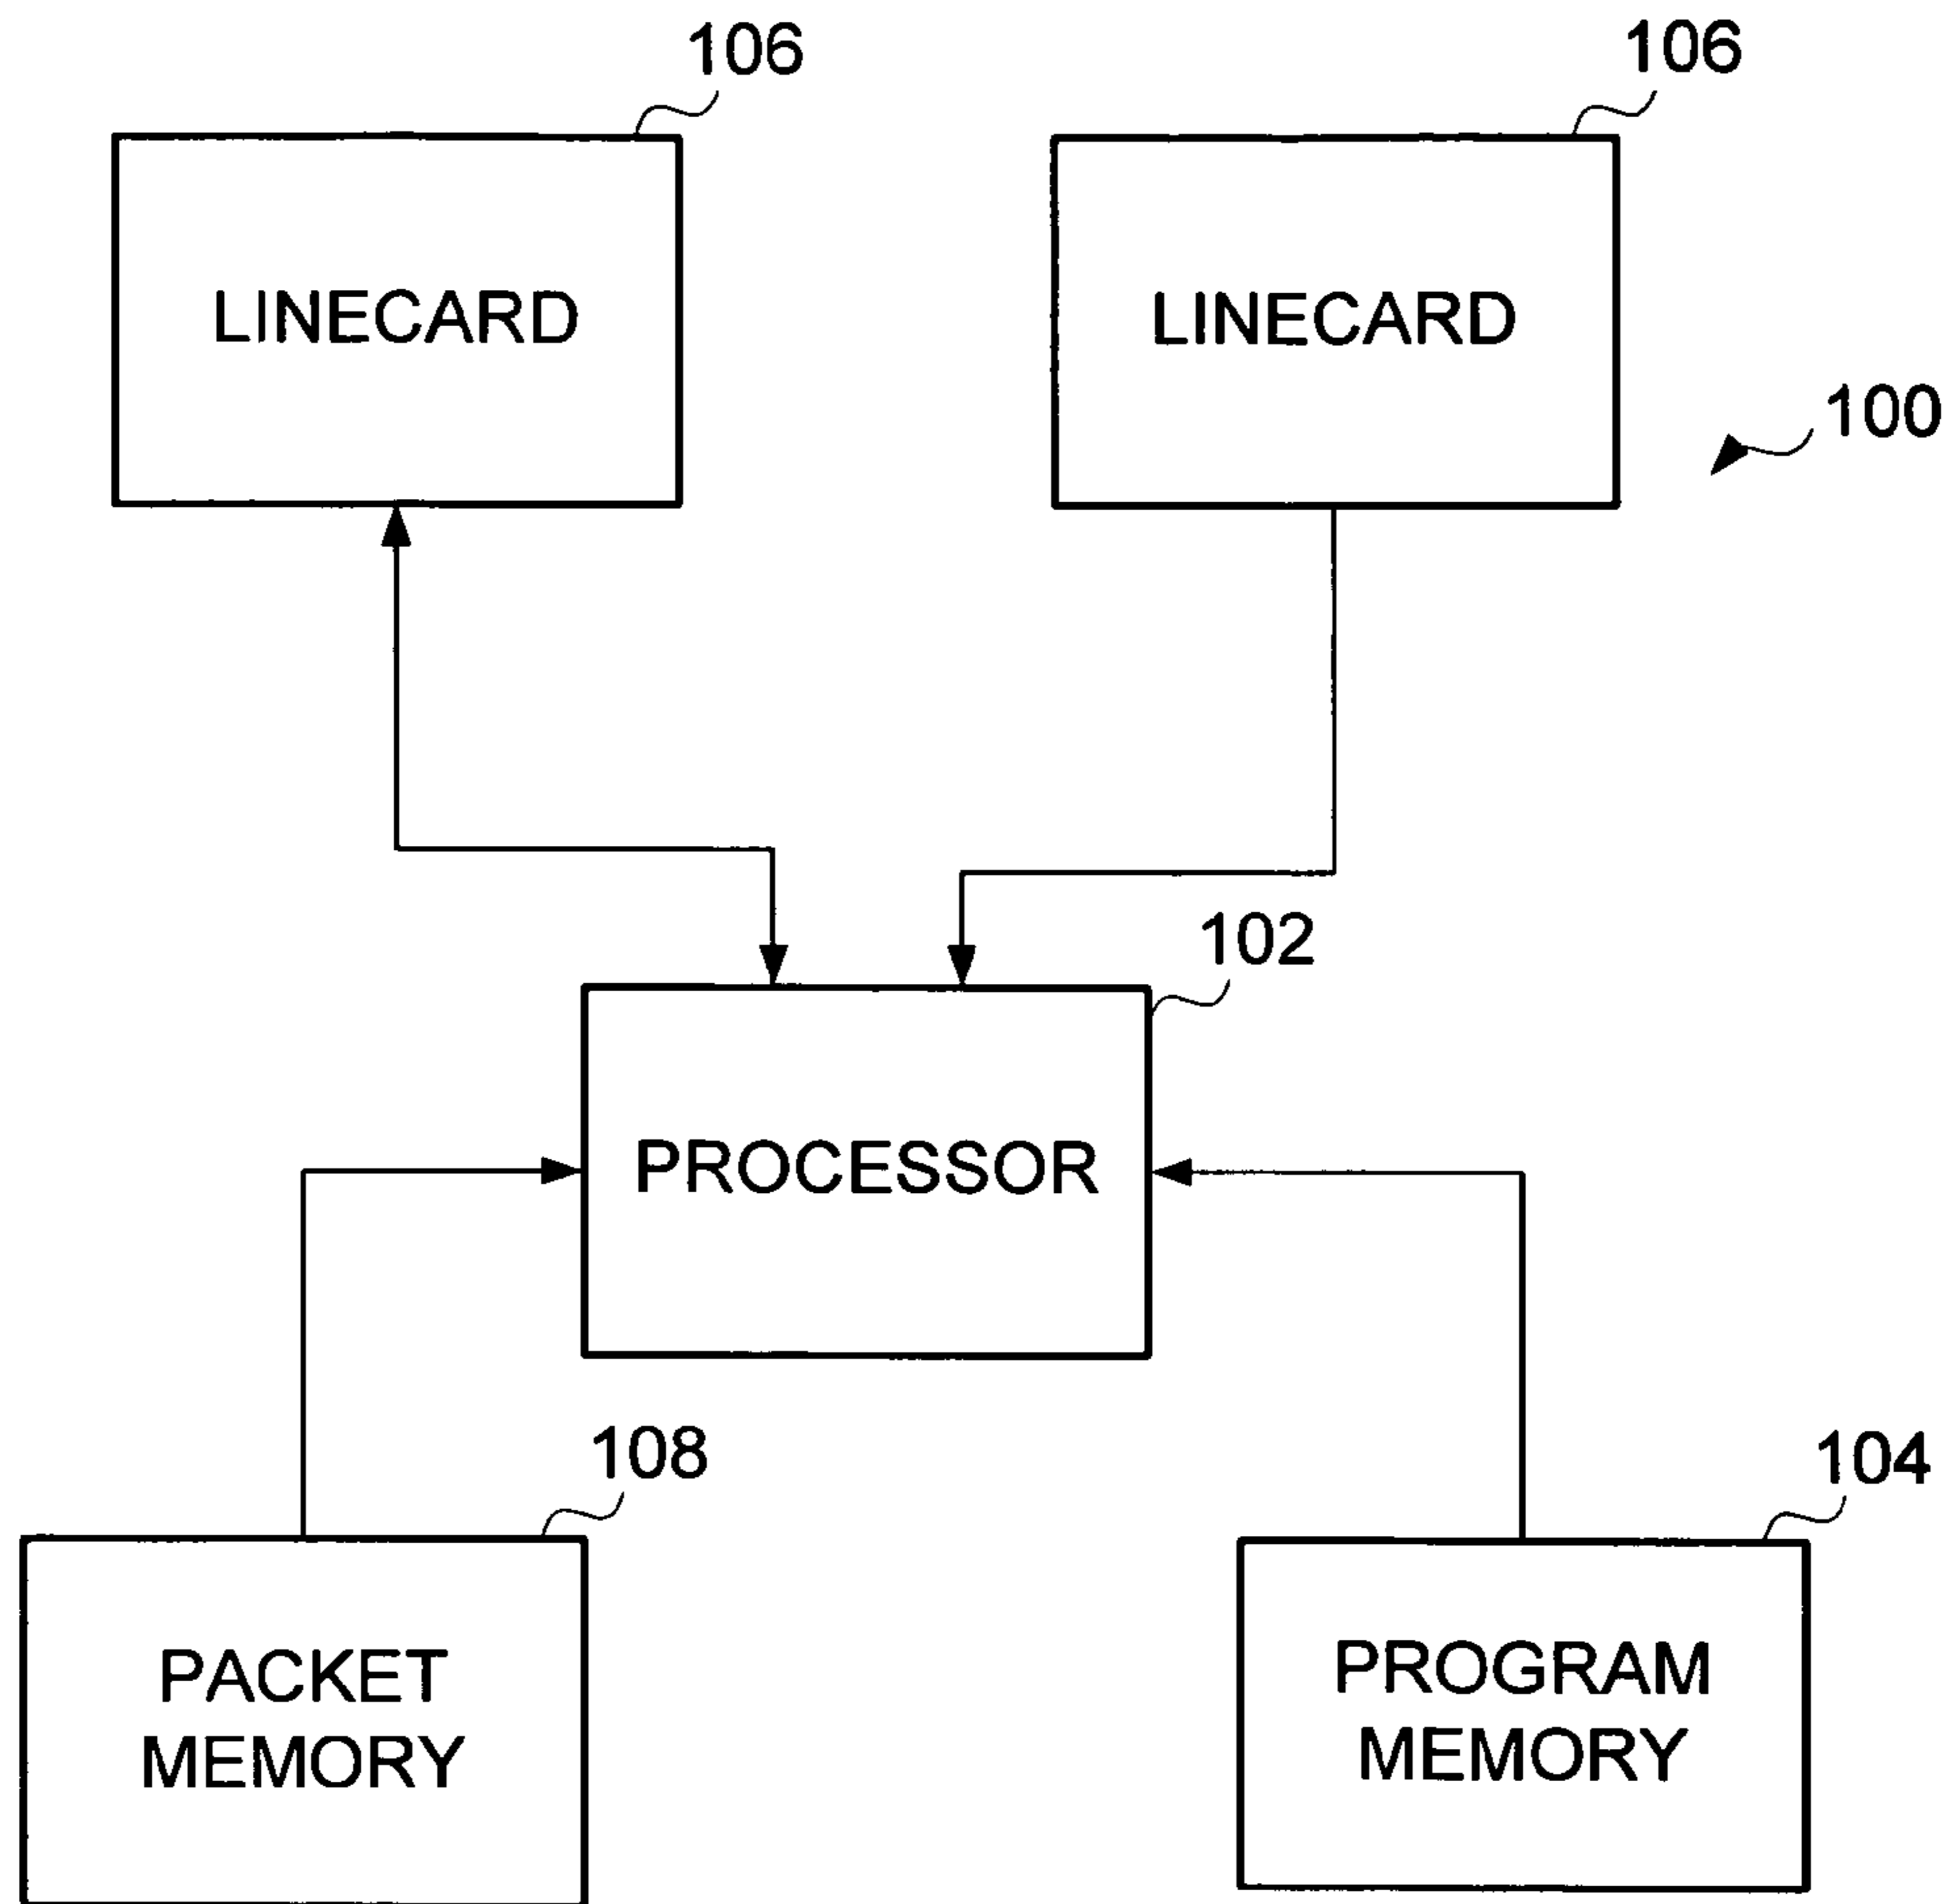 106
106
LINECARD
LINECARD
100
102
PROCESSOR
108
104
PACKET
MEMORY
PROGRAM
MEMORY